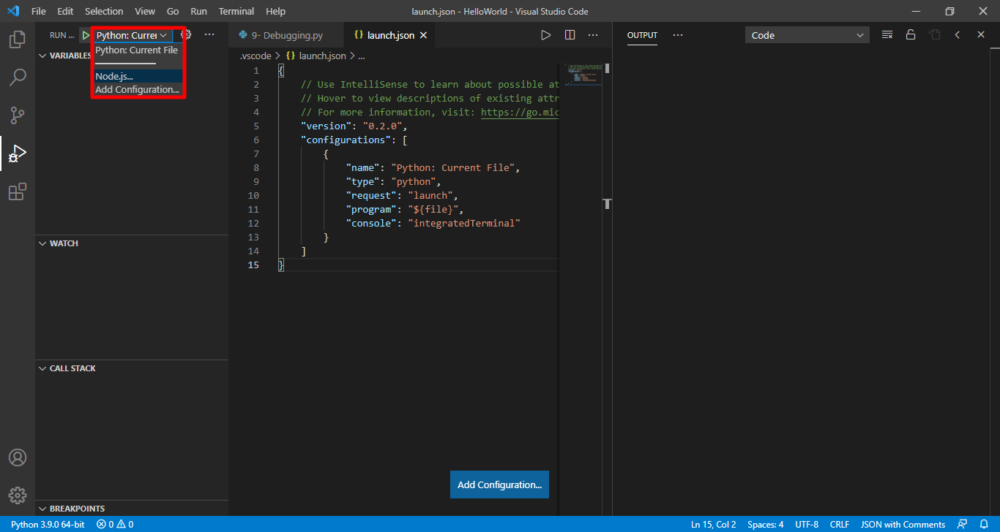 File Edit Selection View Go Run Terminal Help
launch.json - HelloWorld - Visual Studio Code
RUN ...
Python: Curre
Python: Current File
Node.js...
Add Configuration...
VARIABLES
WATCH
CALL STACK
BREAKPOINTS
9- Debugging.py
{} launch.json
.vscode > {} launch.json > ...
1 {
2 // Use IntelliSense to learn about possible at
3 // Hover to view descriptions of existing attr
4 // For more information, visit: https://go.mic
5 "version": "0.2.0",
6 "configurations": [
7 {
8 "name": "Python: Current File",
9 "type": "python",
10 "request": "launch",
11 "program": "${file}",
12 "console": "integratedTerminal"
13 }
14 ]
15 }
Add Configuration...
OUTPUT
Code
Python 3.9.0 64-bit 0 0
Ln 15, Col 2 Spaces: 4 UTF-8 CRLF JSON with Comments